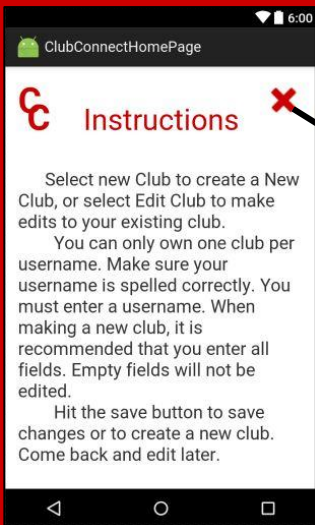 6:00
ClubConnectHomePage
CC
Instructions
Select new Club to create a New
Club, or select Edit Club to make
edits to your existing club.
You can only own one club per
username. Make sure your
username is spelled correctly. You
must enter a username. When
making a new club, it is
recommended that you enter all
fields. Empty fields will not be
edited.
Hit the save button to save
changes or to create a new club.
Come back and edit later.